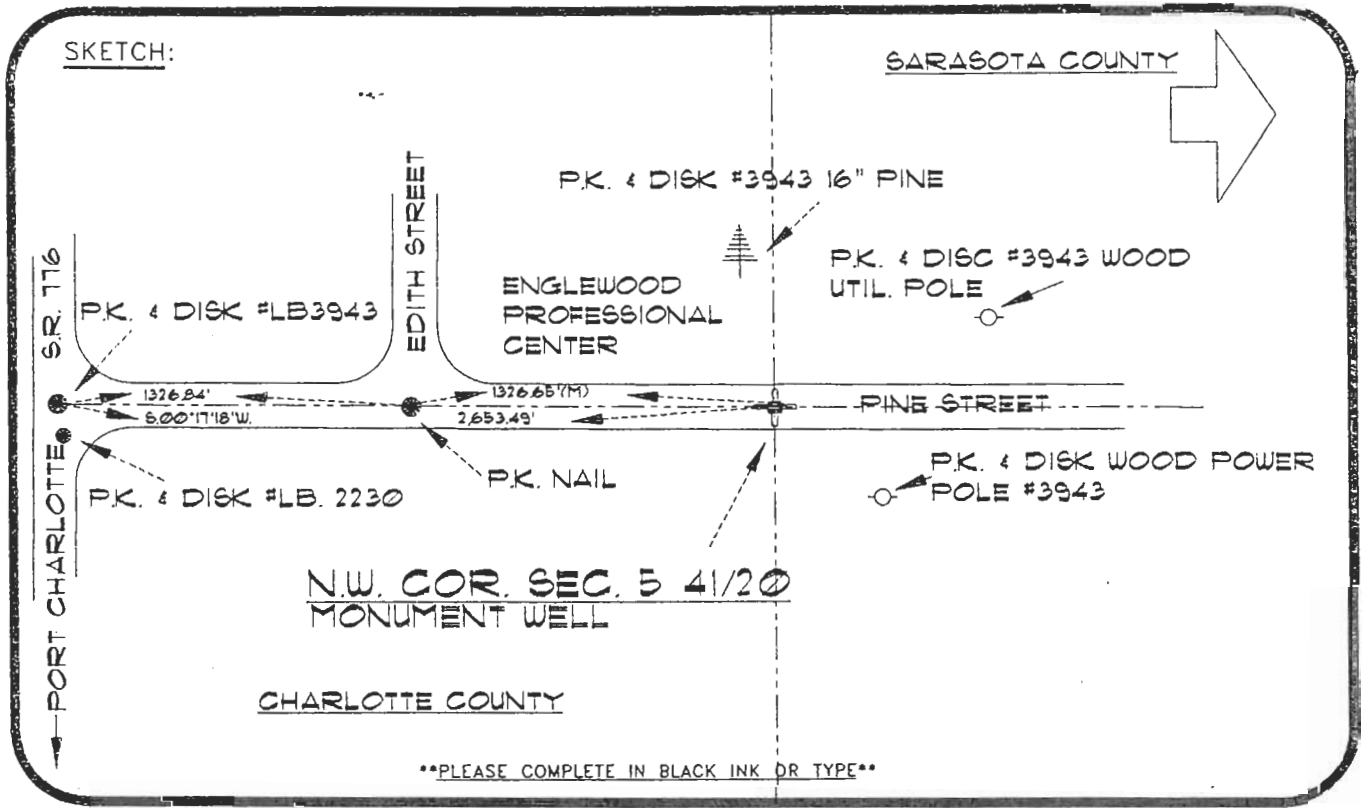 SKETCH:
SARASOTA COUNTY
P.K. & DISK #3943 16" PINE
EDITH STREET
P.K. & DISC #3943 WOOD
UTIL. POLE
S.R. 776
P.K. & DISK #LB3943
ENGLEWOOD
PROFESSIONAL
CENTER
1326.84'
1326.65'(M)
PINE STREET
S.00°17'18"W.
2,653.49'
P.K. NAIL
P.K. & DISK WOOD POWER
POLE #3943
P.K. & DISK #LB. 2230
PORT CHARLOTTE
N.W. COR. SEC. 5 41/20
MONUMENT WELL
CHARLOTTE COUNTY
**PLEASE COMPLETE IN BLACK INK OR TYPE**